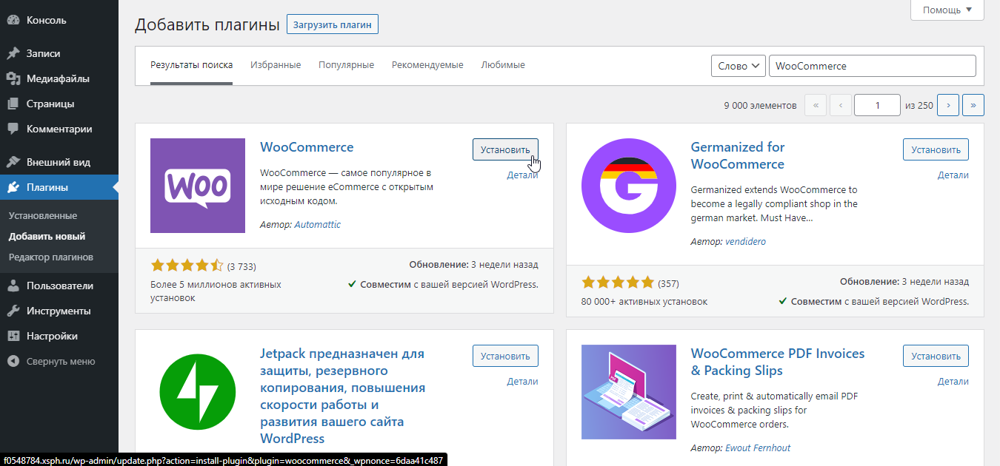 Консоль
Записи
Медиафайлы
Страницы
Комментарии
Внешний вид
Плагины
Установленные
Добавить новый
Редактор плагинов
Пользователи
Инструменты
Настройки
Свернуть меню
Помощь
Добавить плагины
Загрузить плагин
Результаты поиска
Избранные
Популярные
Рекомендуемые
Любимые
Слово
WooCommerce
9 000 элементов « ‹ 1 из 250 › »
WOO
WooCommerce
Установить
Детали
WooCommerce — самое популярное в
мире решение eCommerce с открытым
исходным кодом.
Автор: Automattic
(3 733)
Более 5 миллионов активных
установок
Обновление: 3 недели назад
Совместим с вашей версией WordPress.
G
Germanized for
WooCommerce
Установить
Детали
Germanized extends WooCommerce to
become a legally compliant shop in the
german market. Must Have...
Автор: vendidero
(357)
80 000+ активных установок
Обновление: 3 недели назад
Совместим с вашей версией WordPress.
Jetpack предназначен для
защиты, резервного
копирования, повышения
скорости работы и
развития вашего сайта
WordPress
Установить
Детали
WooCommerce PDF Invoices
& Packing Slips
Установить
Детали
Create, print & automatically email PDF
invoices & packing slips for
WooCommerce orders.
Автор: Ewout Fernhout
f0548784.xsph.ru/wp-admin/update.php?action=install-plugin&plugin=woocommerce&_wpnonce=6daa41c487